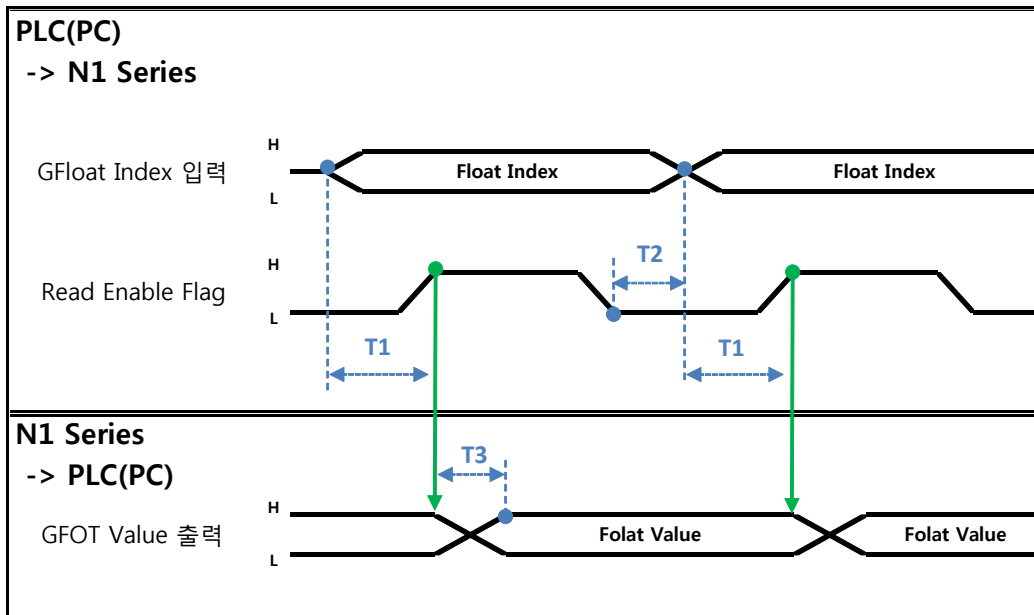 PLC(PC)
-> N1 Series
H
GFloat Index 입력
Float Index
Float Index
L
H
T2
Read Enable Flag
L
T1
T1
N1 Series
T3
-> PLC(PC)
H
GFOT Value 출력
Folat Value
Folat Value
L